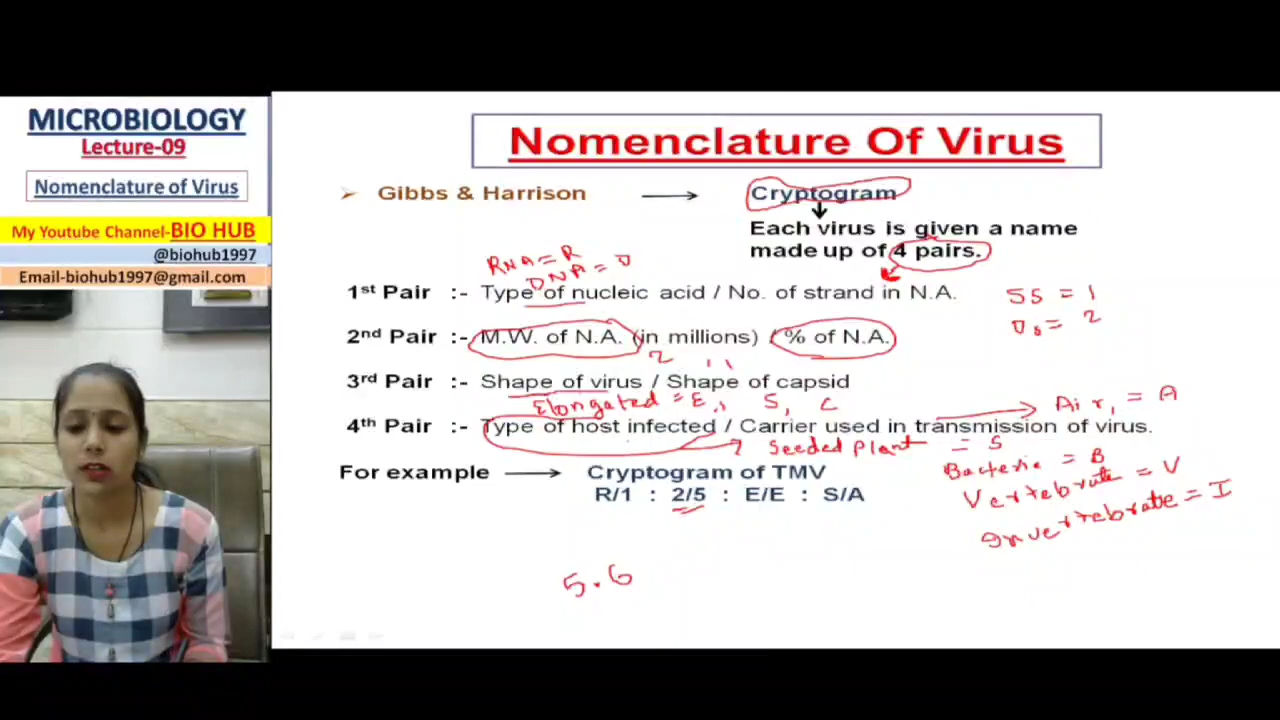 MICROBIOLOGY
Lecture-09
Nomenclature of Virus
My Youtube Channel-BIO HUB
@biohub1997
Email-biohub1997@gmail.com
Nomenclature Of Virus
Gibbs & Harrison
Cryptogram
Each virus is given a name
made up of 4 pairs.
RNA = R
DNA = D
1st Pair :- Type of nucleic acid / No. of strand in N.A.
SS = 1
Ds = 2
2nd Pair :- M.W. of N.A. (in millions) / % of N.A.
2 ''
3rd Pair :- Shape of virus / Shape of capsid
Elongated = E, S, C
Air, = A
4th Pair :- Type of host infected / Carrier used in transmission of virus.
Seeded Plant = S
Bacteria = B
Vertebrate = V
Invertebrate = I
For example Cryptogram of TMV
R/1 : 2/5 : E/E : S/A
5.6